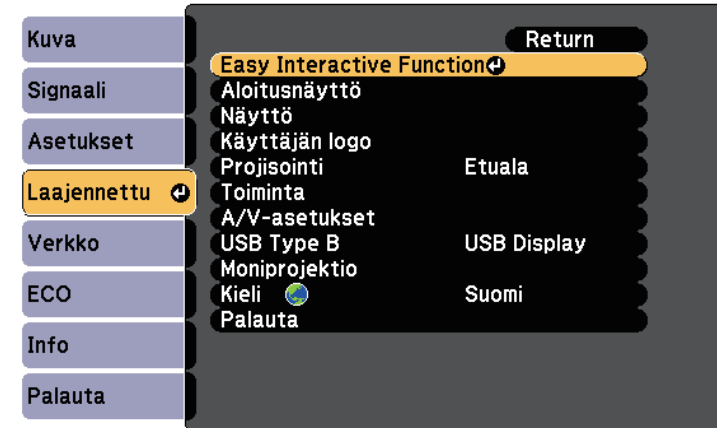 Kuva
Signaali
Asetukset
Laajennettu
Verkko
ECO
Info
Palauta
Return
Easy Interactive Function
Aloitusnäyttö
Näyttö
Käyttäjän logo
Projisointi Etuala
Toiminta
A/V-asetukset
USB Type B USB Display
Moniprojektio
Kieli Suomi
Palauta